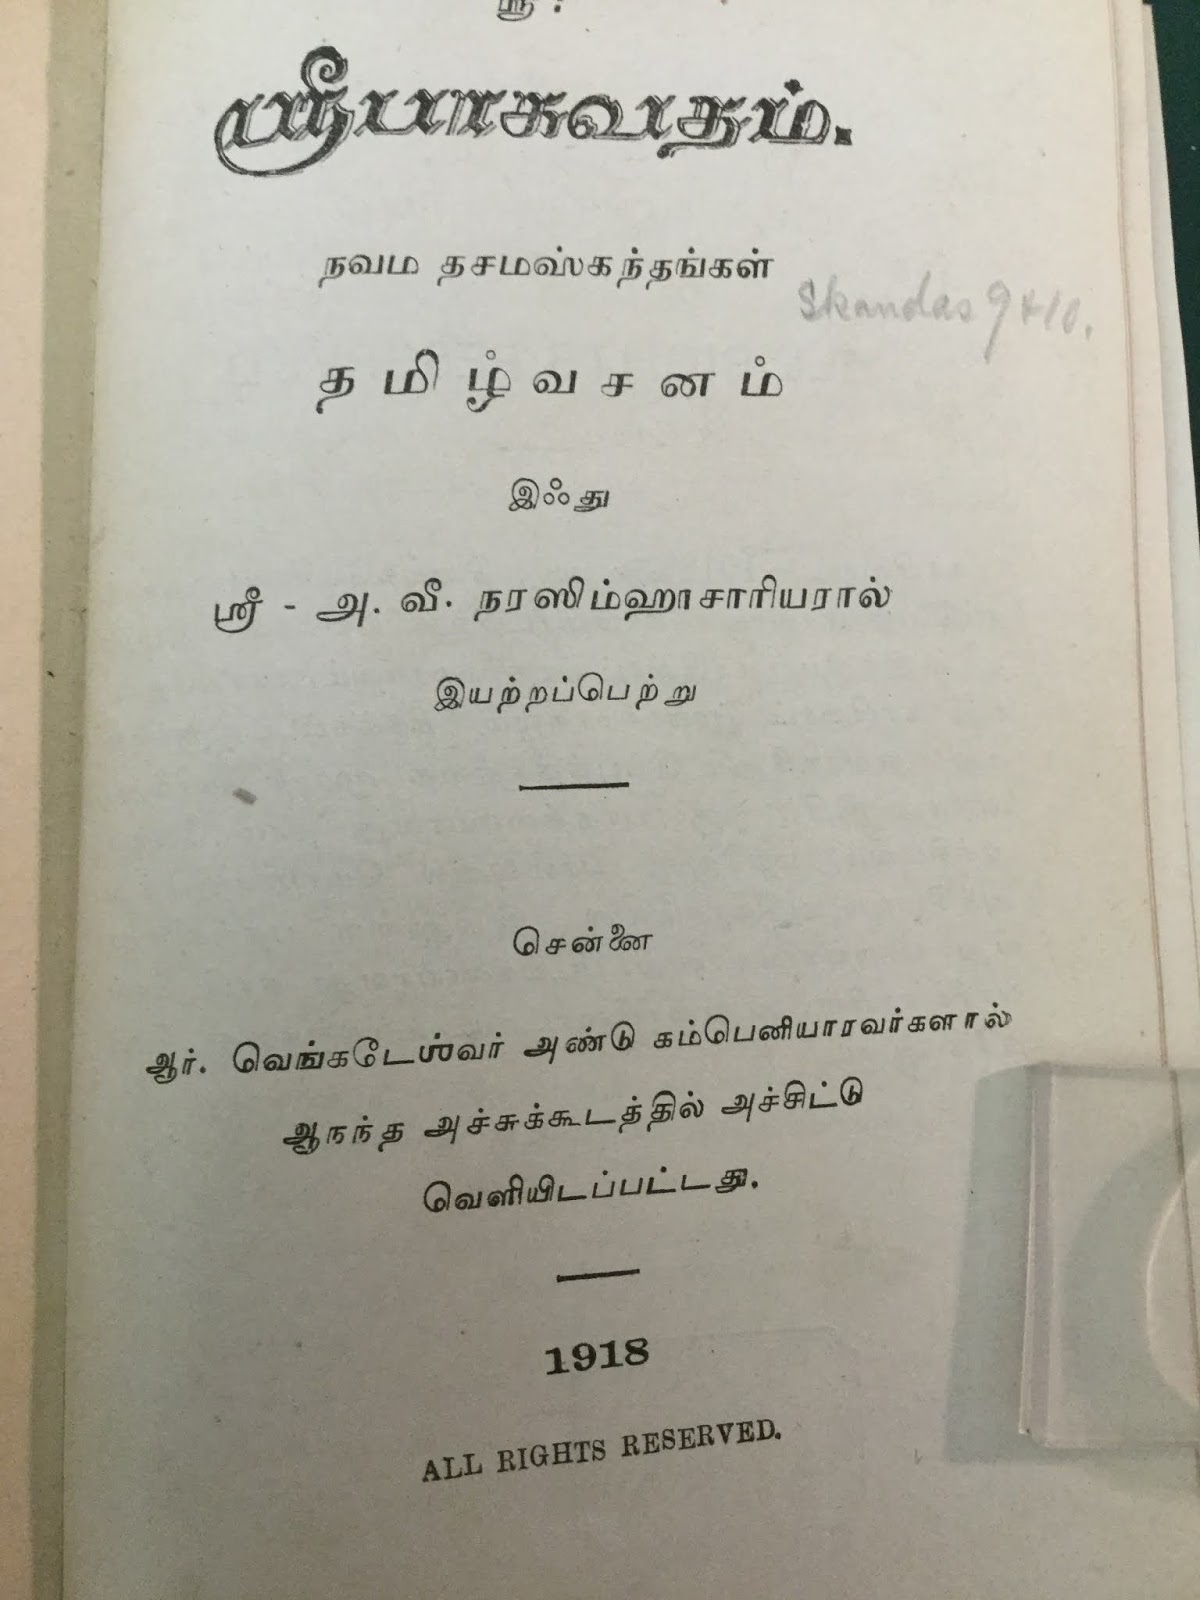 ஸ்ரீ:
ஸ்ரீபாகவதம்.
நவம தசமஸ்கந்தங்கள்
Skandas 9 & 10.
தமிழ்வசனம்
இஃது
ஸ்ரீ - அ. வீ. நரஸிம்ஹாசாரியரால்
இயற்றப்பெற்று
சென்னை
ஆர். வெங்கடேஸ்வர் அண்டு கம்பெனியாரவர்களால்
ஆநந்த அச்சுக்கூடத்தில் அச்சிட்டு
வெளியிடப்பட்டது.
1918
ALL RIGHTS RESERVED.